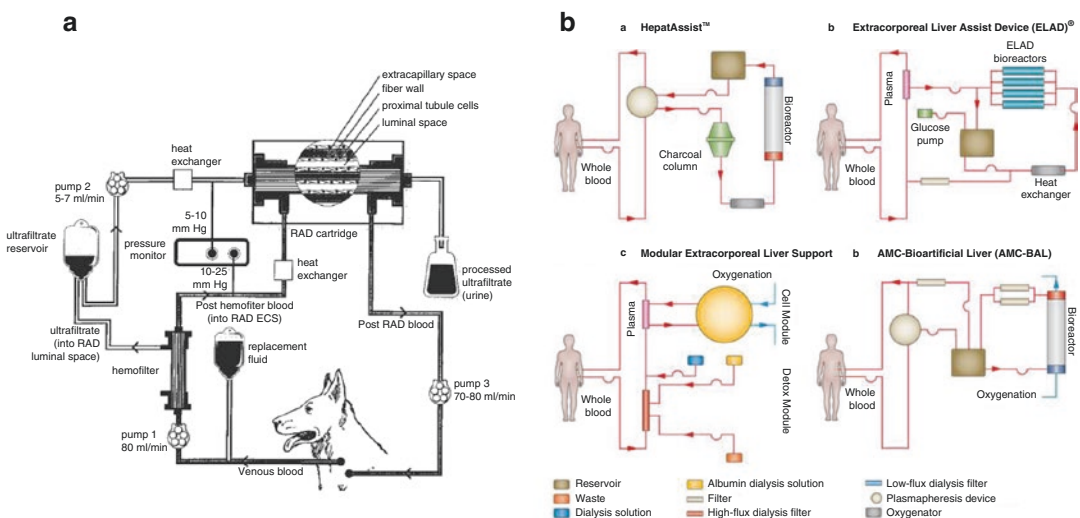 a
extracapillary space
fiber wall
proximal tubule cells
luminal space
heat
exchanger
pump 2
5-7 ml/min
5-10
mm Hg
RAD cartridge
ultrafiltrate
reservoir
pressure
monitor
10-25
mm Hg
heat
exchanger
processed
ultrafiltrate
(urine)
Post hemofilter blood
(into RAD ECS)
Post RAD blood
ultrafiltrate
(into RAD
luminal space)
replacement
fluid
hemofilter
pump 3
70-80 ml/min
pump 1
80 ml/min
Venous blood
b
a HepatAssist™
Bioreactor
Charcoal
column
Whole
blood
b Extracorporeal Liver Assist Device (ELAD)®
ELAD
bioreactors
Plasma
Glucose
pump
Whole
blood
Heat
exchanger
c Modular Extracorporeal Liver Support
Oxygenation
Plasma
Cell Module
Whole
blood
Detox Module
b AMC-Bioartificial Liver (AMC-BAL)
Bioreactor
Whole
blood
Oxygenation
Reservoir
Waste
Dialysis solution
Albumin dialysis solution
Filter
High-flux dialysis filter
Low-flux dialysis filter
Plasmapheresis device
Oxygenator